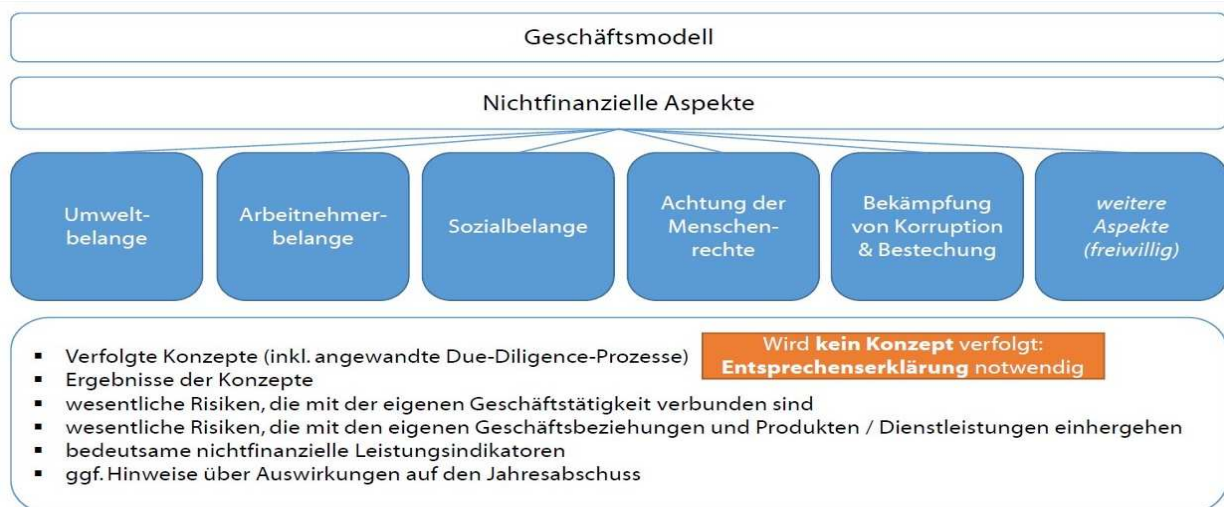 Geschäftsmodell
Nichtfinanzielle Aspekte
Umwelt-
belange
Arbeitnehmer-
belange
Sozialbelange
Achtung der
Menschen-
rechte
Bekämpfung
von Korruption
& Bestechung
weitere
Aspekte
(freiwillig)
▪ Verfolgte Konzepte (inkl. angewandte Due-Diligence-Prozesse)
Wird kein Konzept verfolgt:
Entsprechenserklärung notwendig
▪ Ergebnisse der Konzepte
▪ wesentliche Risiken, die mit der eigenen Geschäftstätigkeit verbunden sind
▪ wesentliche Risiken, die mit den eigenen Geschäftsbeziehungen und Produkten / Dienstleistungen einhergehen
▪ bedeutsame nichtfinanzielle Leistungsindikatoren
▪ ggf. Hinweise über Auswirkungen auf den Jahresabschuss